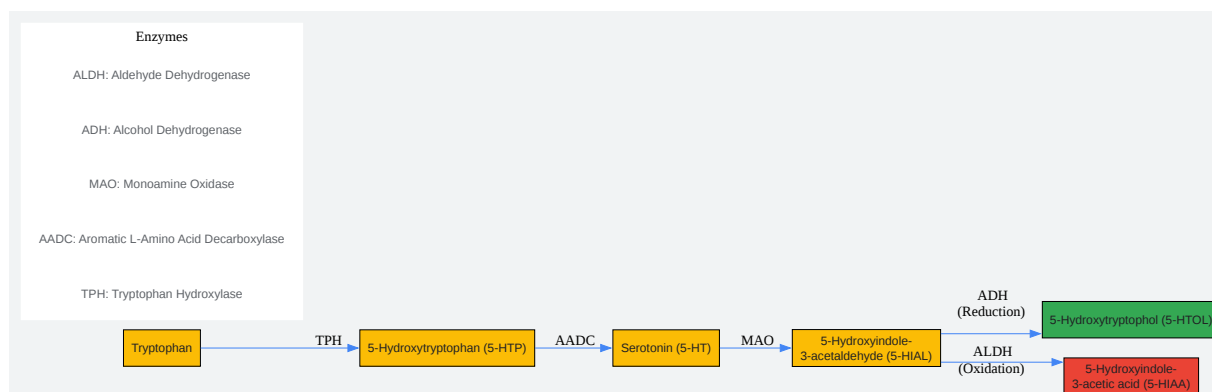 Enzymes
ALDH: Aldehyde Dehydrogenase
ADH: Alcohol Dehydrogenase
MAO: Monoamine Oxidase
AADC: Aromatic L-Amino Acid Decarboxylase
TPH: Tryptophan Hydroxylase
Tryptophan
TPH
5-Hydroxytryptophan (5-HTP)
AADC
Serotonin (5-HT)
MAO
5-Hydroxyindole-
3-acetaldehyde (5-HIAL)
ADH
(Reduction)
5-Hydroxytryptophol (5-HTOL)
ALDH
(Oxidation)
5-Hydroxyindole-
3-acetic acid (5-HIAA)